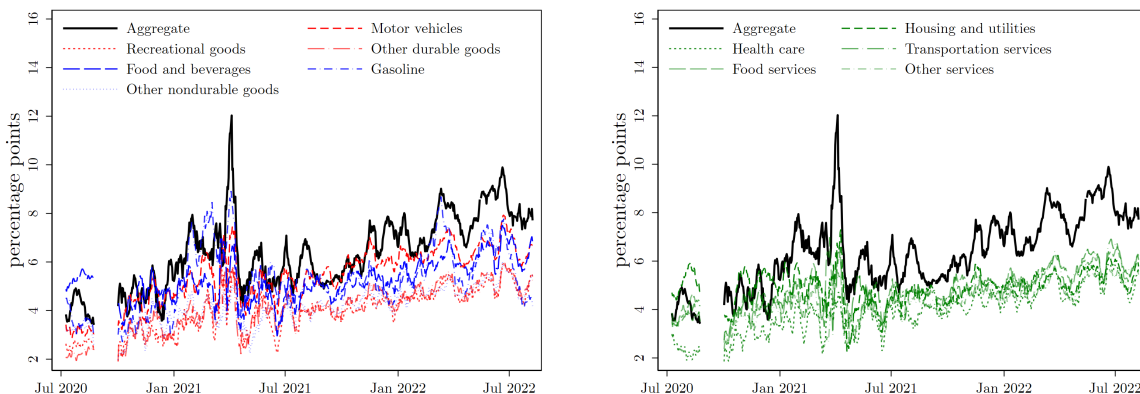 percentage points
16
14
12
10
8
6
4
2
Aggregate
Motor vehicles
Recreational goods
Other durable goods
Food and beverages
Gasoline
Other nondurable goods
Jul 2020
Jan 2021
Jul 2021
Jan 2022
Jul 2022
percentage points
16
14
12
10
8
6
4
2
Aggregate
Housing and utilities
Health care
Transportation services
Food services
Other services
Jul 2020
Jan 2021
Jul 2021
Jan 2022
Jul 2022